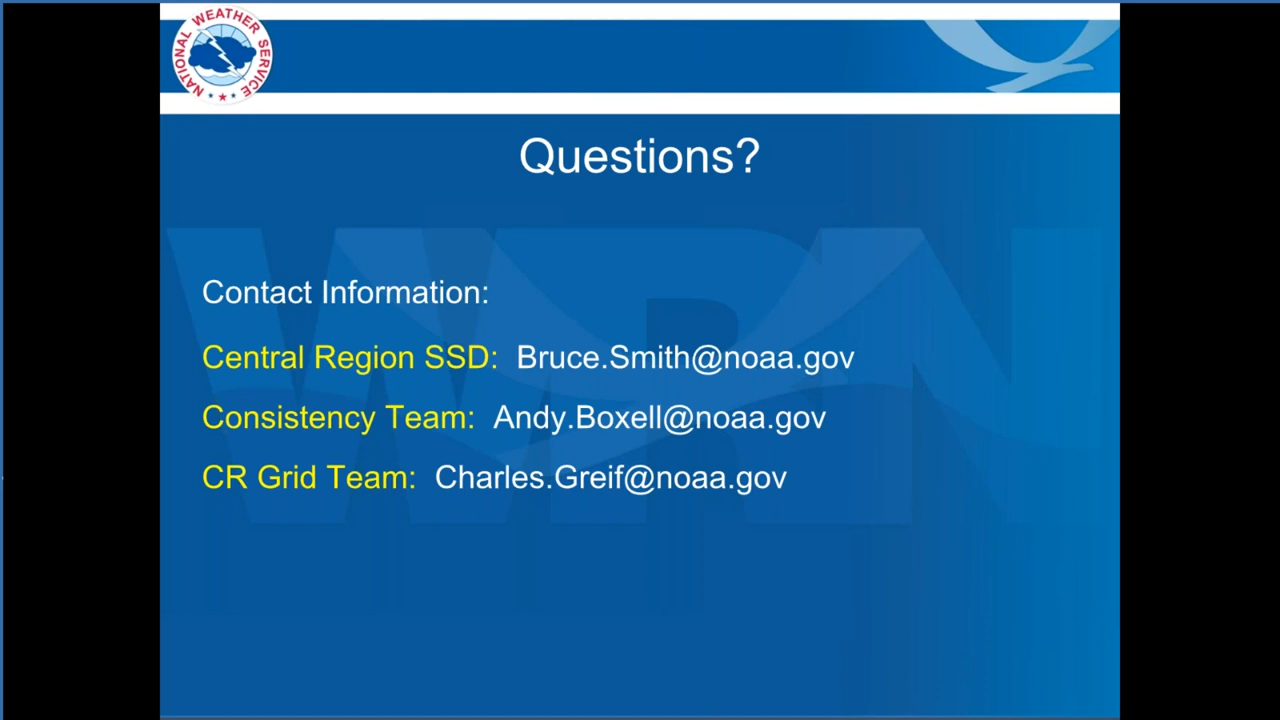 NATIONAL WEATHER SERVICE
Questions?
WRN
Contact Information:
Central Region SSD: Bruce.Smith@noaa.gov
Consistency Team: Andy.Boxell@noaa.gov
CR Grid Team: Charles.Greif@noaa.gov